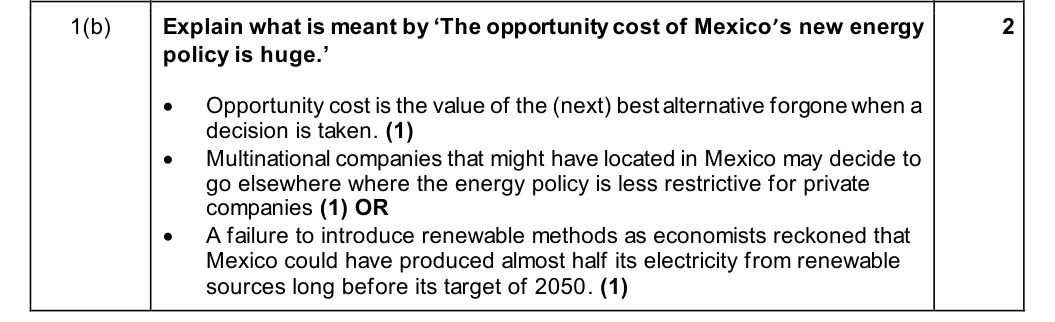 1(b)
Explain what is meant by ‘The opportunity cost of Mexico’s new energy
policy is huge.’
2
• Opportunity cost is the value of the (next) best alternative forgone when a
decision is taken. (1)
• Multinational companies that might have located in Mexico may decide to
go elsewhere where the energy policy is less restrictive for private
companies (1) OR
• A failure to introduce renewable methods as economists reckoned that
Mexico could have produced almost half its electricity from renewable
sources long before its target of 2050. (1)